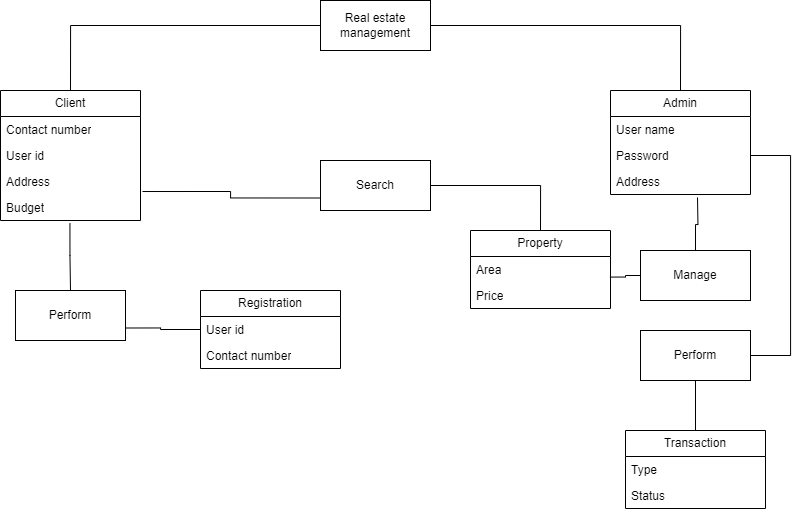 Real estate
management
Client
Contact number
User id
Address
Budget
Admin
User name
Password
Address
Search
Property
Area
Price
Manage
Perform
Registration
User id
Contact number
Perform
Transaction
Type
Status